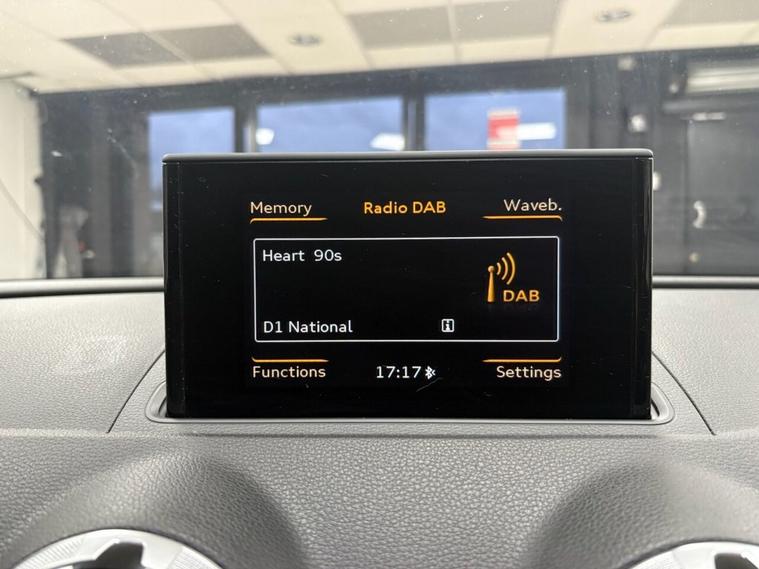 Memory Radio DAB Waveb.
Heart 90s
DAB
D1 National i
Functions 17:17 Settings